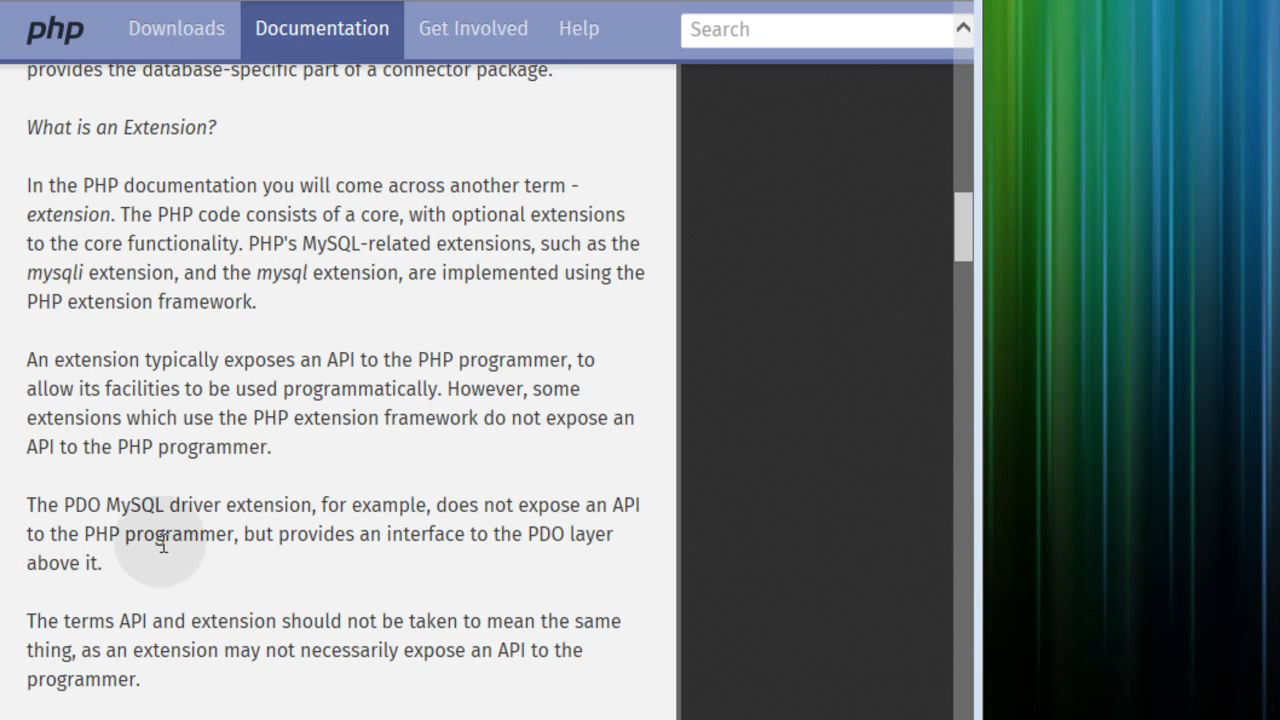 php
Downloads
Documentation
Get Involved
Help
Search
provides the database-specific part of a connector package.
What is an Extension?
In the PHP documentation you will come across another term -
extension. The PHP code consists of a core, with optional extensions
to the core functionality. PHP's MySQL-related extensions, such as the
mysqli extension, and the mysql extension, are implemented using the
PHP extension framework.
An extension typically exposes an API to the PHP programmer, to
allow its facilities to be used programmatically. However, some
extensions which use the PHP extension framework do not expose an
API to the PHP programmer.
The PDO MySQL driver extension, for example, does not expose an API
to the PHP programmer, but provides an interface to the PDO layer
above it.
The terms API and extension should not be taken to mean the same
thing, as an extension may not necessarily expose an API to the
programmer.